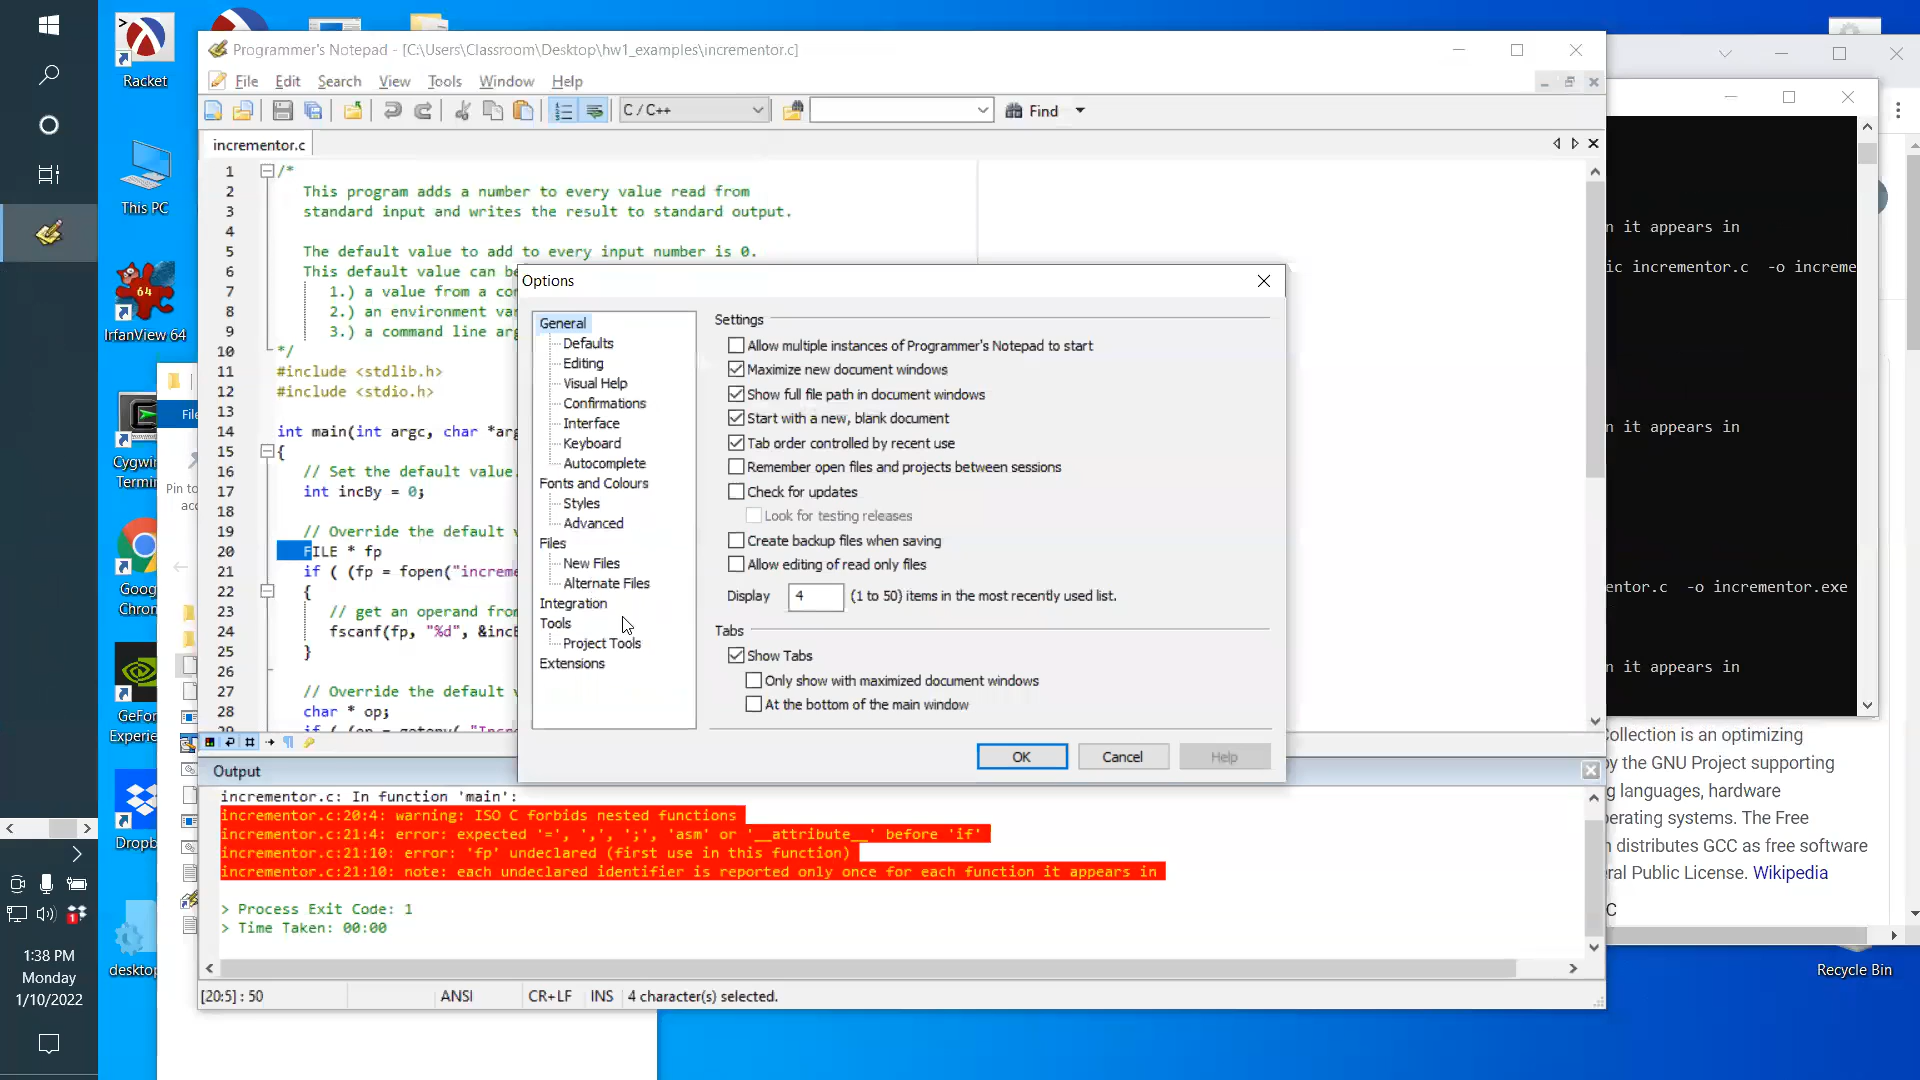 Racket
This PC
64
IrfanView 64
Cygwin
Termin
Goog
Chron
GeFor
Experie
Dropb
desktop
1
1:38 PM
Monday
1/10/2022
File
Pin to
Programmer's Notepad - [C:\Users\Classroom\Desktop\hw1_examples\incrementor.c]
File Edit Search View Tools Window Help
C / C++ Find
incrementor.c
1 /*
2 This program adds a number to every value read from
3 standard input and writes the result to standard output.
4
5 The default value to add to every input number is 0.
6 This default value can be
7 1.) a value from a co
8 2.) an environment va
9 3.) a command line arg
10 */
11 #include <stdlib.h>
12 #include <stdio.h>
13
14 int main(int argc, char *arg
15 {
16 // Set the default value.
17 int incBy = 0;
18
19 // Override the default v
20 FILE * fp
21 if ( (fp = fopen("increme
22 {
23 // get an operand from
24 fscanf(fp, "%d", &incB
25 }
26
27 // Override the default v
28 char * op;
29
Options
General
Defaults
Editing
Visual Help
Confirmations
Interface
Keyboard
Autocomplete
Fonts and Colours
Styles
Advanced
Files
New Files
Alternate Files
Integration
Tools
Project Tools
Extensions
Settings
Allow multiple instances of Programmer's Notepad to start
Maximize new document windows
Show full file path in document windows
Start with a new, blank document
Tab order controlled by recent use
Remember open files and projects between sessions
Check for updates
Look for testing releases
Create backup files when saving
Allow editing of read only files
Display 4 (1 to 50) items in the most recently used list.
Tabs
Show Tabs
Only show with maximized document windows
At the bottom of the main window
OK Cancel Help
Output
incrementor.c: In function 'main':
incrementor.c:20:4: warning: ISO C forbids nested functions
incrementor.c:21:4: error: expected '=', ',', ';', 'asm' or '__attribute__' before 'if'
incrementor.c:21:10: error: 'fp' undeclared (first use in this function)
incrementor.c:21:10: note: each undeclared identifier is reported only once for each function it appears in
> Process Exit Code: 1
> Time Taken: 00:00
[20:5] : 50 ANSI CR+LF INS 4 character(s) selected.
n it appears in
ic incrementor.c -o increme
n it appears in
entor.c -o incrementor.exe
n it appears in
ollection is an optimizing
by the GNU Project supporting
g languages, hardware
perating systems. The Free
n distributes GCC as free software
ral Public License. Wikipedia
C
Recycle Bin